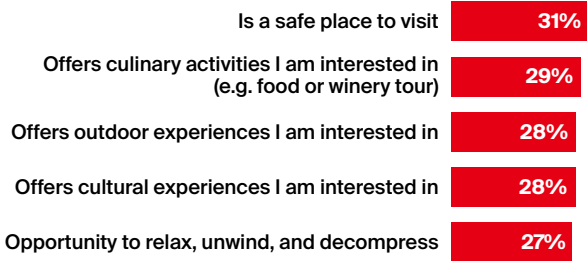 Is a safe place to visit 31%
Offers culinary activities I am interested in
(e.g. food or winery tour) 29%
Offers outdoor experiences I am interested in 28%
Offers cultural experiences I am interested in 28%
Opportunity to relax, unwind, and decompress 27%